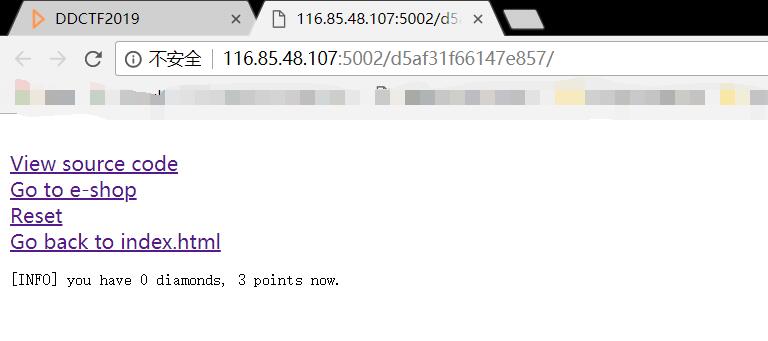 DDCTF2019
116.85.48.107:5002/d5a
不安全
116.85.48.107:5002/d5af31f66147e857/
View source code
Go to e-shop
Reset
Go back to index.html
[INFO] you have 0 diamonds, 3 points now.